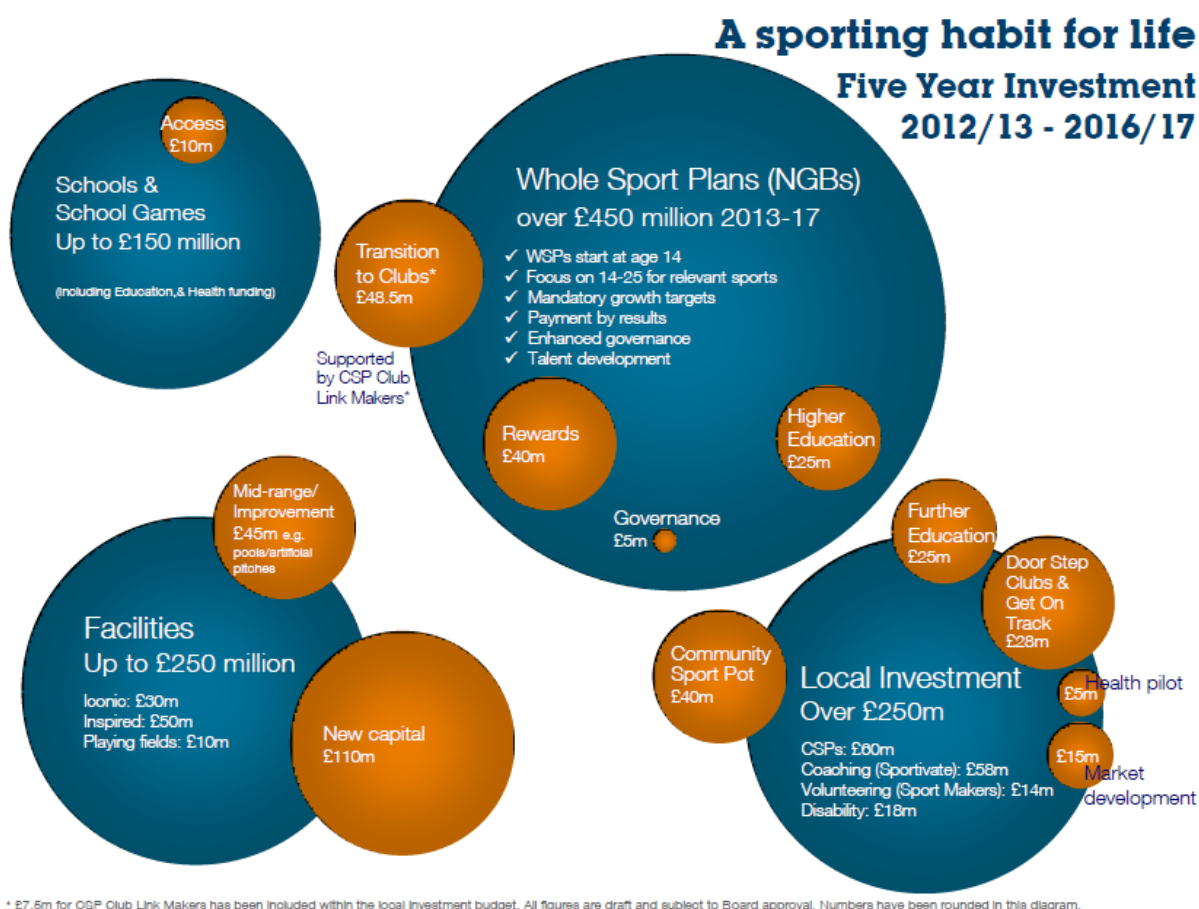 A sporting habit for life
Five Year Investment
2012/13 - 2016/17
Access
£10m
Schools &
School Games
Up to £150 million
(including Education,& Health funding)
Whole Sport Plans (NGBs)
over £450 million 2013-17
✓ WSPs start at age 14
✓ Focus on 14-25 for relevant sports
✓ Mandatory growth targets
✓ Payment by results
✓ Enhanced governance
✓ Talent development
Transition
to Clubs*
£48.5m
Supported
by CSP Club
Link Makers*
Rewards
£40m
Higher
Education
£25m
Governance
£5m
Mid-range/
Improvement
£45m e.g.
pools/artificial
pitches
Facilities
Up to £250 million
Iconic: £30m
Inspired: £50m
Playing fields: £10m
New capital
£110m
Further
Education
£25m
Door Step
Clubs &
Get On
Track
£28m
Community
Sport Pot
£40m
Local Investment
Over £250m
CSPs: £60m
Coaching (Sportivate): £58m
Volunteering (Sport Makers): £14m
Disability: £18m
£5m Health pilot
£15m
Market
development
* £7.5m for CSP Club Link Makers has been included within the local investment budget. All figures are draft and subject to Board approval. Numbers have been rounded in this diagram.